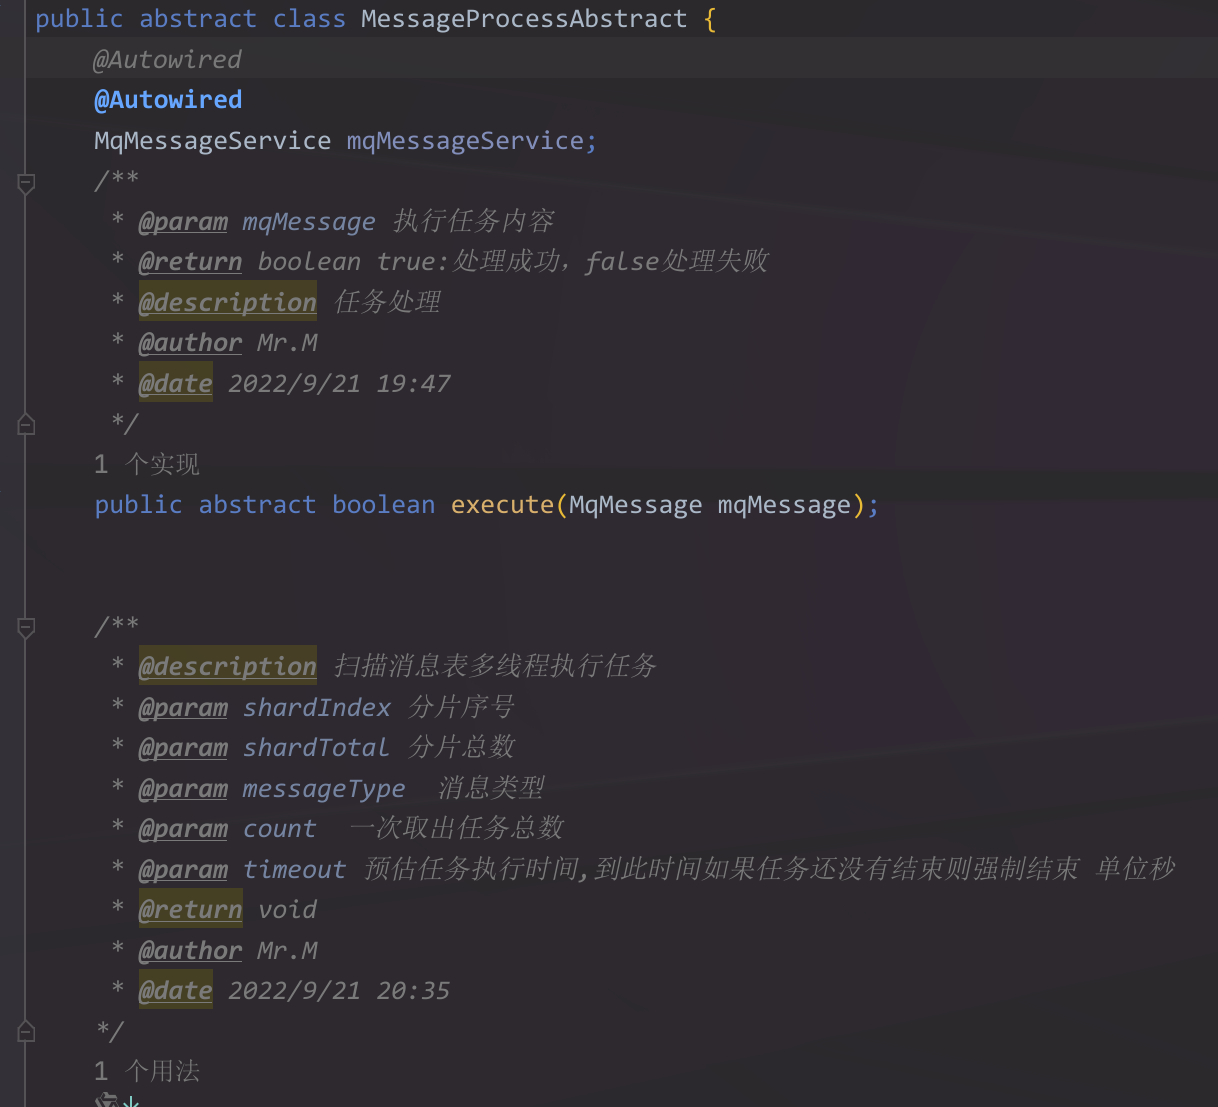 public abstract class MessageProcessAbstract {
@Autowired
@Autowired
MqMessageService mqMessageService;
/**
* @param mqMessage 执行任务内容
* @return boolean true:处理成功，false处理失败
* @description 任务处理
* @author Mr.M
* @date 2022/9/21 19:47
*/
1 个实现
public abstract boolean execute(MqMessage mqMessage);
/**
* @description 扫描消息表多线程执行任务
* @param shardIndex 分片序号
* @param shardTotal 分片总数
* @param messageType  消息类型
* @param count  一次取出任务总数
* @param timeout 预估任务执行时间,到此时间如果任务还没有结束则强制结束 单位秒
* @return void
* @author Mr.M
* @date 2022/9/21 20:35
*/
1 个用法